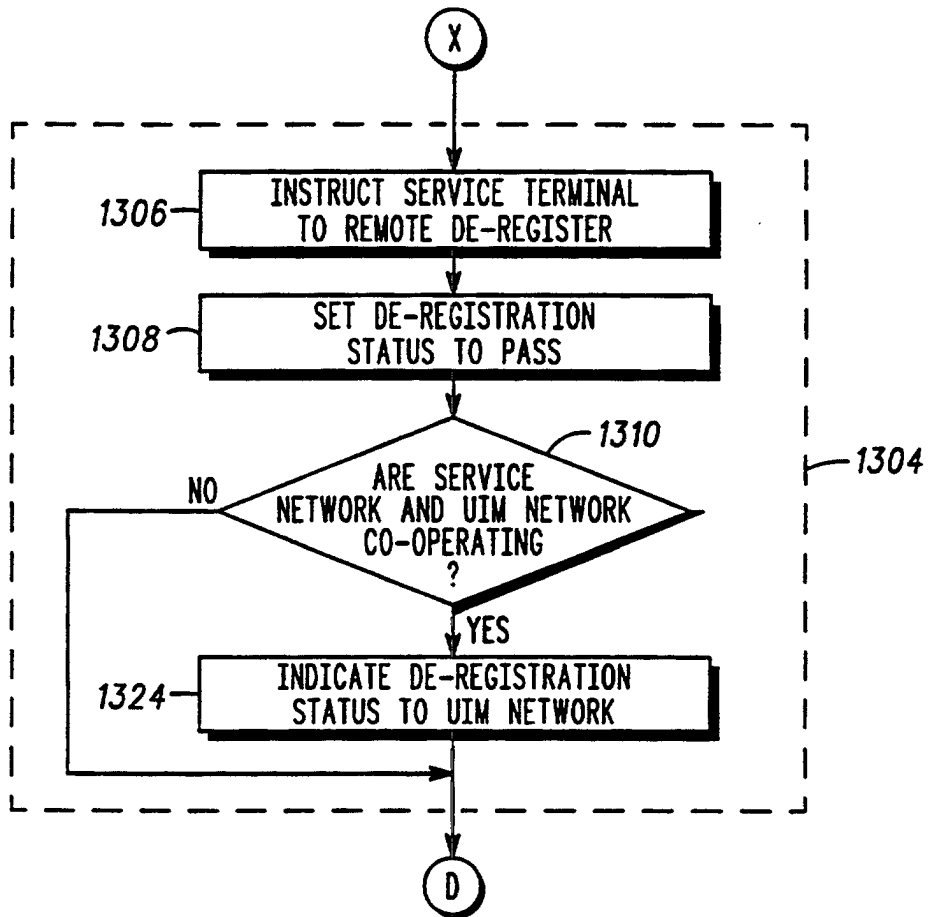 X
INSTRUCT SERVICE TERMINAL
TO REMOTE DE-REGISTER
1306
SET DE-REGISTRATION
STATUS TO PASS
1308
1310
ARE SERVICE
NETWORK AND UIM NETWORK
CO-OPERATING
?
NO
1304
YES
INDICATE DE-REGISTRATION
STATUS TO UIM NETWORK
1324
D